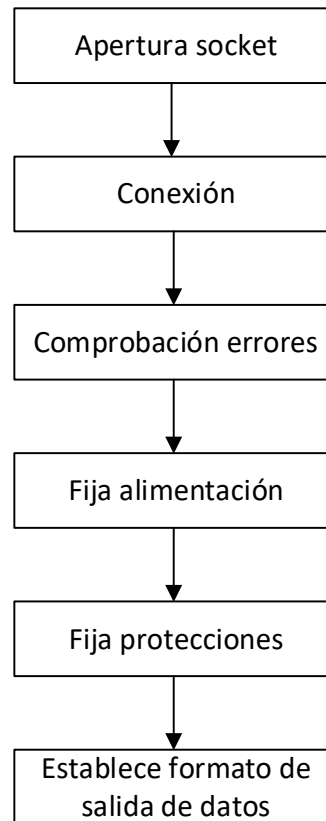 Apertura socket
Conexión
Comprobación errores
Fija alimentación
Fija protecciones
Establece formato de
salida de datos